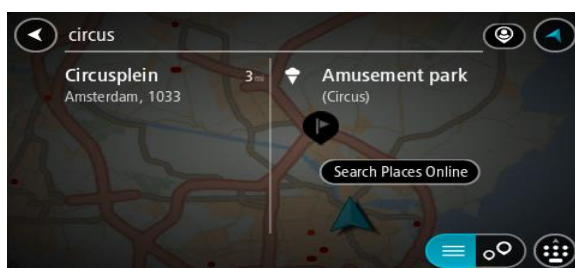 circus
Circusplein
3 mi
Amsterdam, 1033
Amusement park
(Circus)
Search Places Online